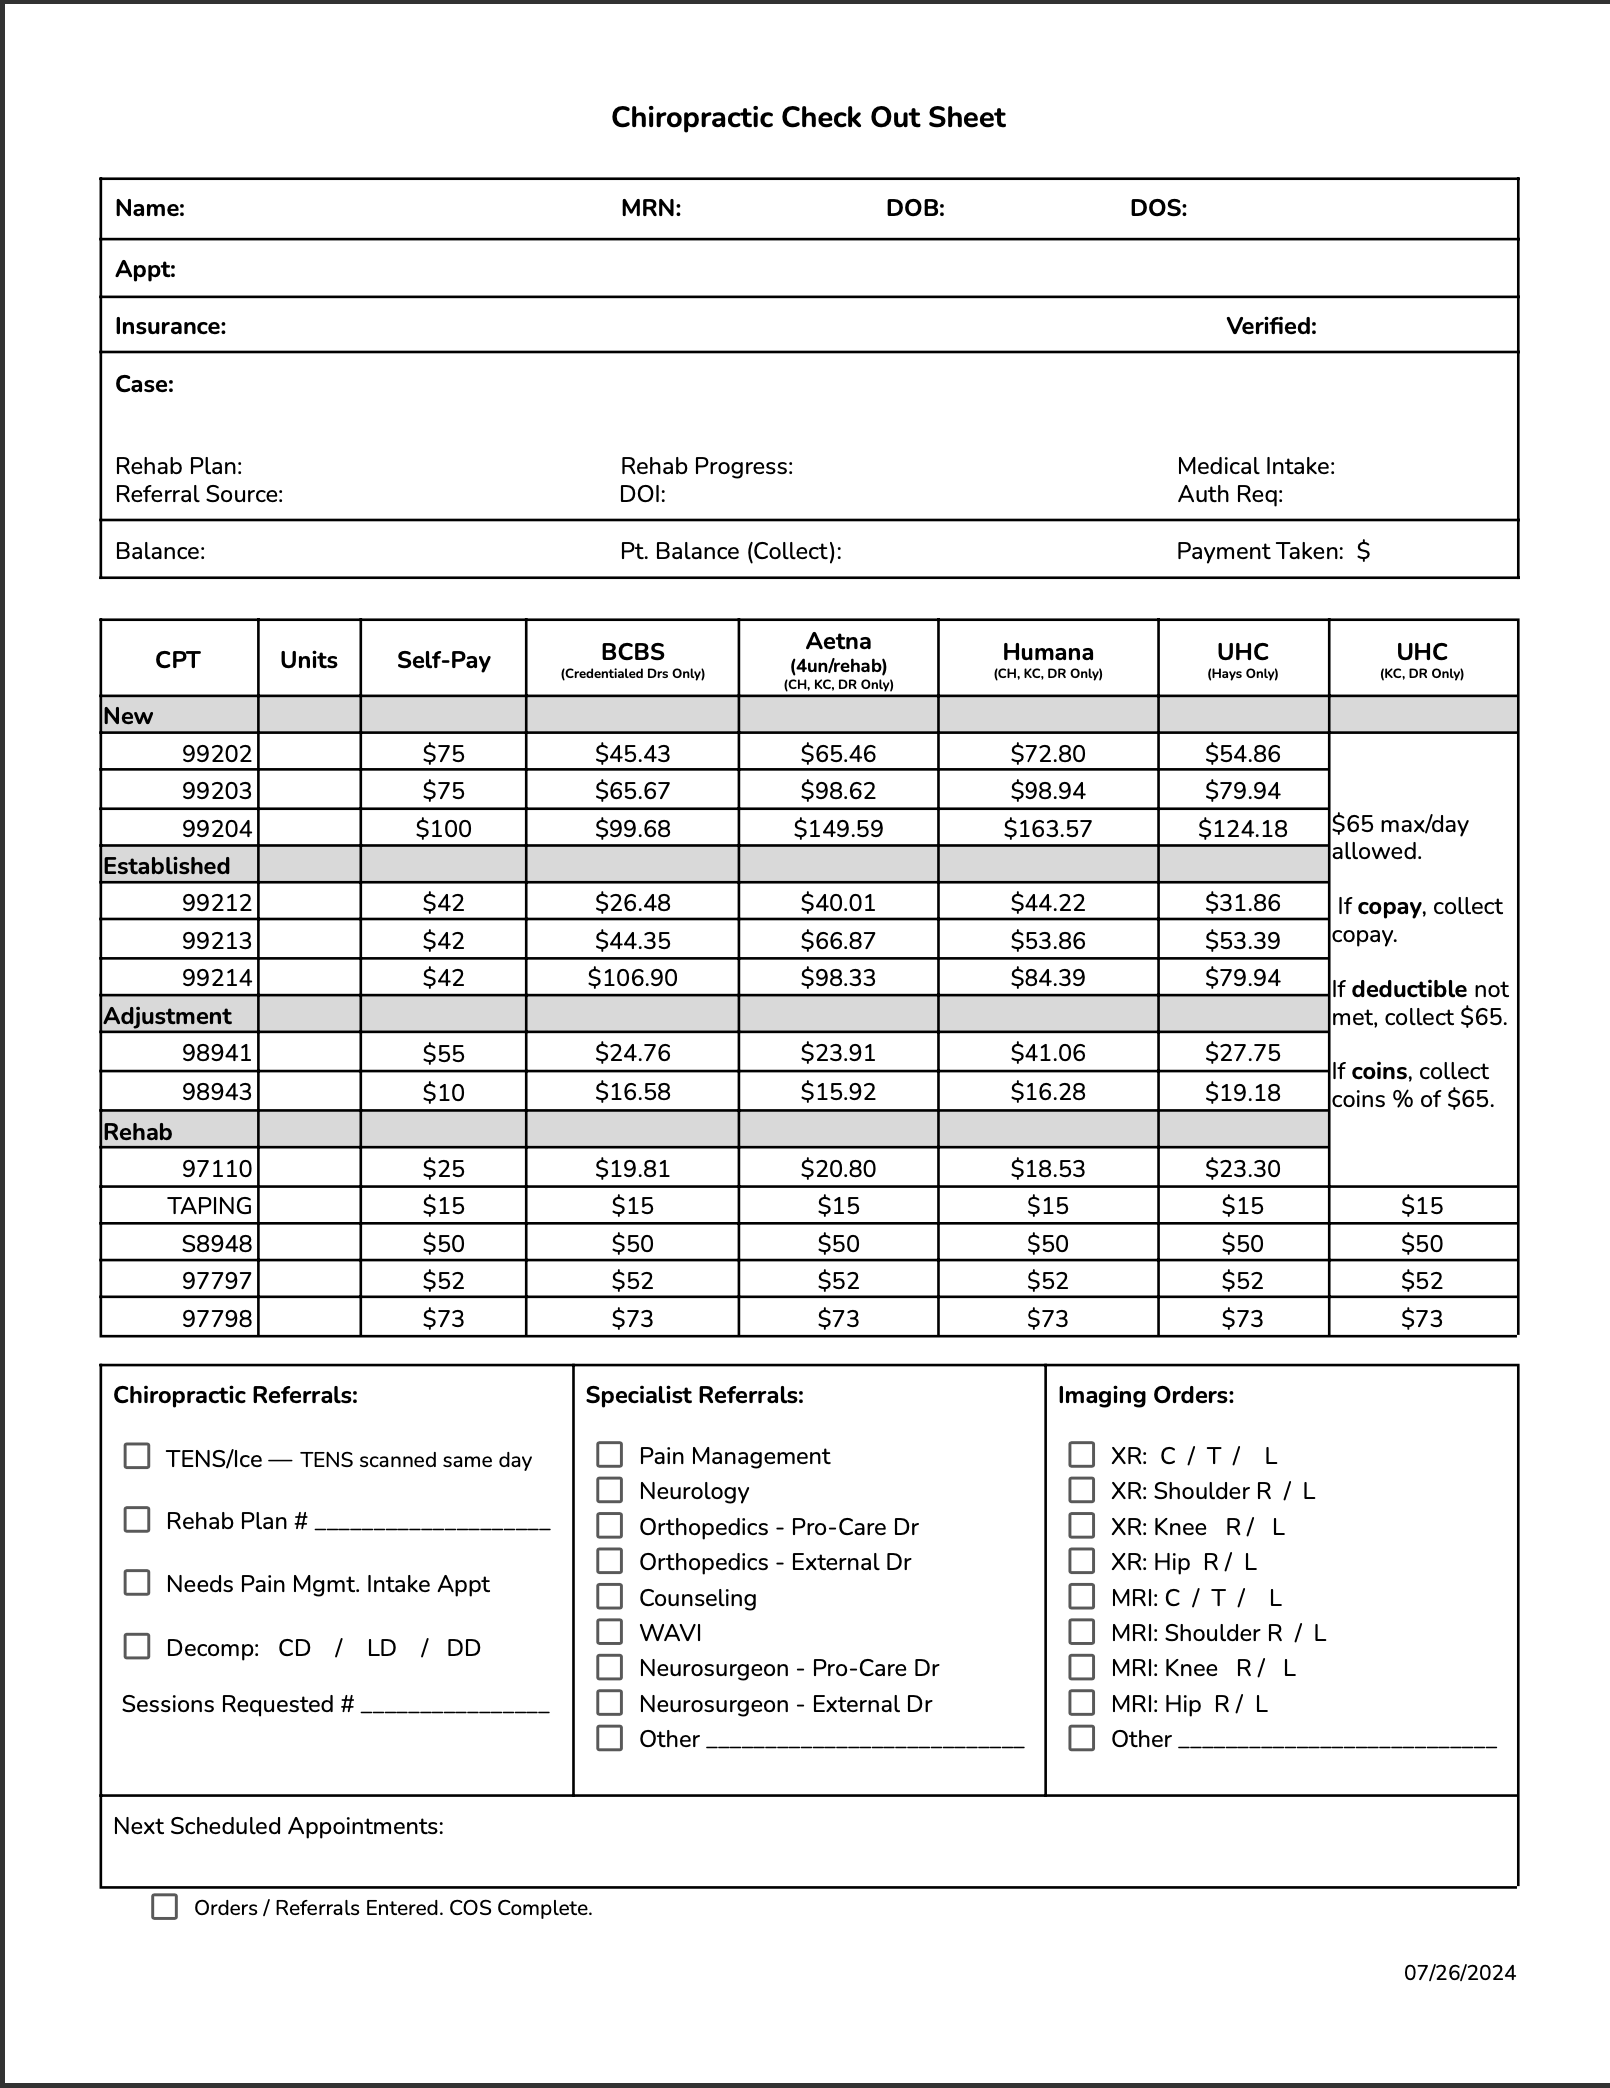 Chiropractic Check Out Sheet
Name: MRN: DOB: DOS:
Appt:
Insurance: Verified:
Case:
Rehab Plan: Rehab Progress: Medical Intake:
Referral Source: DOI: Auth Req:
Balance: Pt. Balance (Collect): Payment Taken: $
CPT Units Self-Pay BCBS (Credentialed Drs Only) Aetna (4un/rehab) (CH, KC, DR Only) Humana (CH, KC, DR Only) UHC (Hays Only) UHC (KC, DR Only)
New
99202 $75 $45.43 $65.46 $72.80 $54.86
99203 $75 $65.67 $98.62 $98.94 $79.94
99204 $100 $99.68 $149.59 $163.57 $124.18
Established
99212 $42 $26.48 $40.01 $44.22 $31.86
99213 $42 $44.35 $66.87 $53.86 $53.39
99214 $42 $106.90 $98.33 $84.39 $79.94
Adjustment
98941 $55 $24.76 $23.91 $41.06 $27.75
98943 $10 $16.58 $15.92 $16.28 $19.18
Rehab
97110 $25 $19.81 $20.80 $18.53 $23.30
$65 max/day
allowed.
If copay, collect
copay.
If deductible not
met, collect $65.
If coins, collect
coins % of $65.
TAPING $15 $15 $15 $15 $15 $15
S8948 $50 $50 $50 $50 $50 $50
97797 $52 $52 $52 $52 $52 $52
97798 $73 $73 $73 $73 $73 $73
Chiropractic Referrals:
TENS/Ice — TENS scanned same day
Rehab Plan # ___________________
Needs Pain Mgmt. Intake Appt
Decomp: CD / LD / DD
Sessions Requested # _______________
Specialist Referrals:
Pain Management
Neurology
Orthopedics - Pro-Care Dr
Orthopedics - External Dr
Counseling
WAVI
Neurosurgeon - Pro-Care Dr
Neurosurgeon - External Dr
Other __________________________
Imaging Orders:
XR: C / T / L
XR: Shoulder R / L
XR: Knee R / L
XR: Hip R / L
MRI: C / T / L
MRI: Shoulder R / L
MRI: Knee R / L
MRI: Hip R / L
Other __________________________
Next Scheduled Appointments:
Orders / Referrals Entered. COS Complete.
07/26/2024